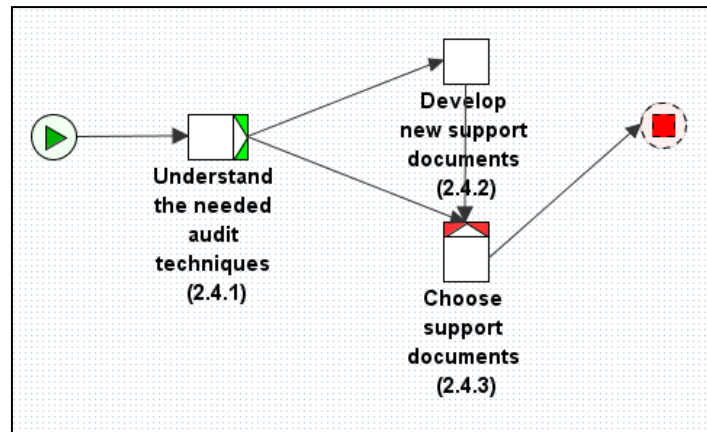 Develop
new support
documents
(2.4.2)
Understand
the needed
audit
techniques
(2.4.1)
Choose
support
documents
(2.4.3)